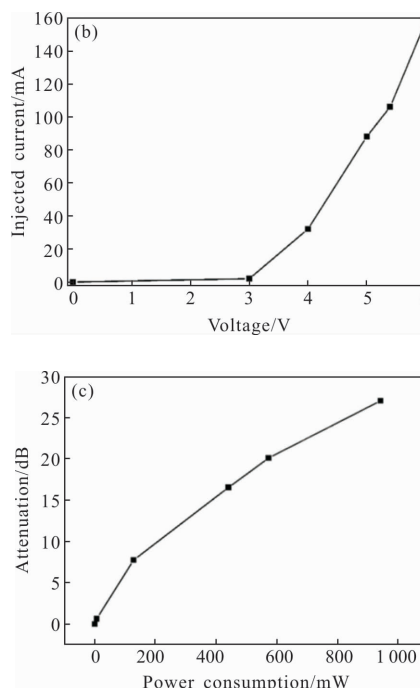 (b)
160
140
120
100
80
60
40
20
0
0 1 2 3 4 5
Injected current/mA
Voltage/V
(c)
30
25
20
15
10
5
0
0 200 400 600 800 1 000
Attenuation/dB
Power consumption/mW